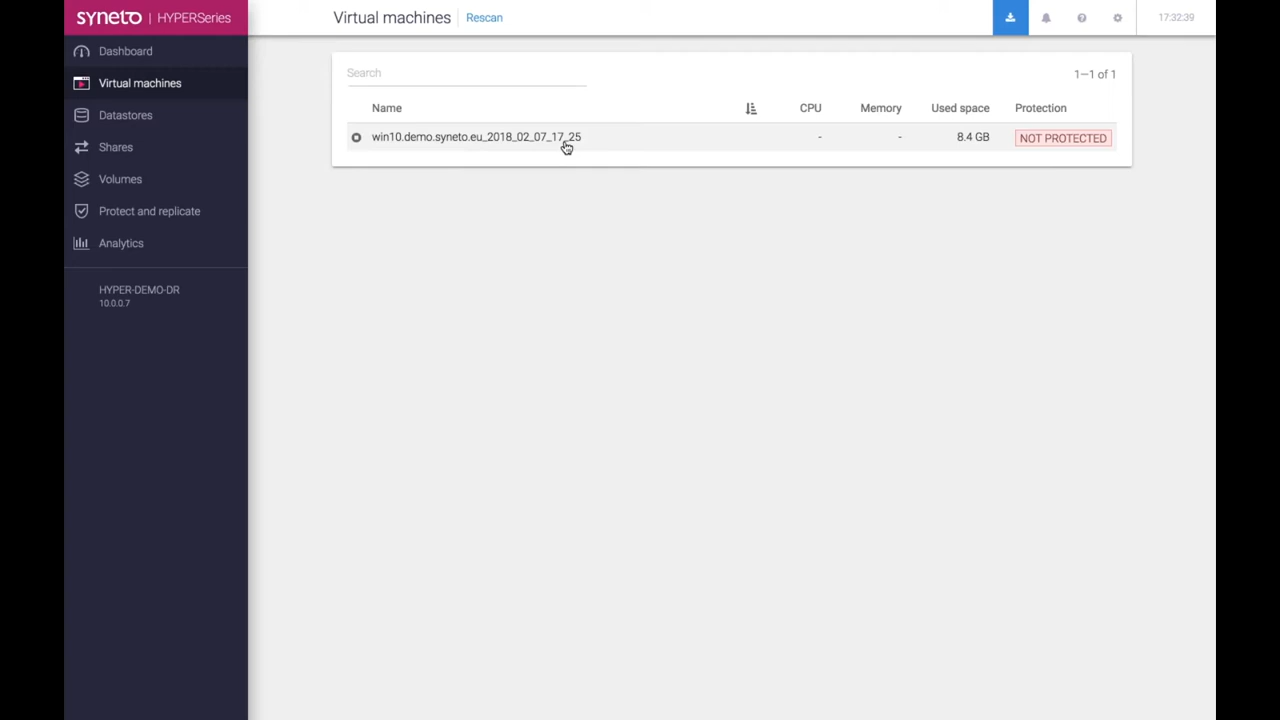 syneto | HYPERSeries
Virtual machines Rescan
17:32:39
Dashboard
Virtual machines
Datastores
Shares
Volumes
Protect and replicate
Analytics
HYPER-DEMO-DR
10.0.0.7
Search
1—1 of 1
Name CPU Memory Used space Protection
win10.demo.syneto.eu_2018_02_07_17_25 - - 8.4 GB NOT PROTECTED